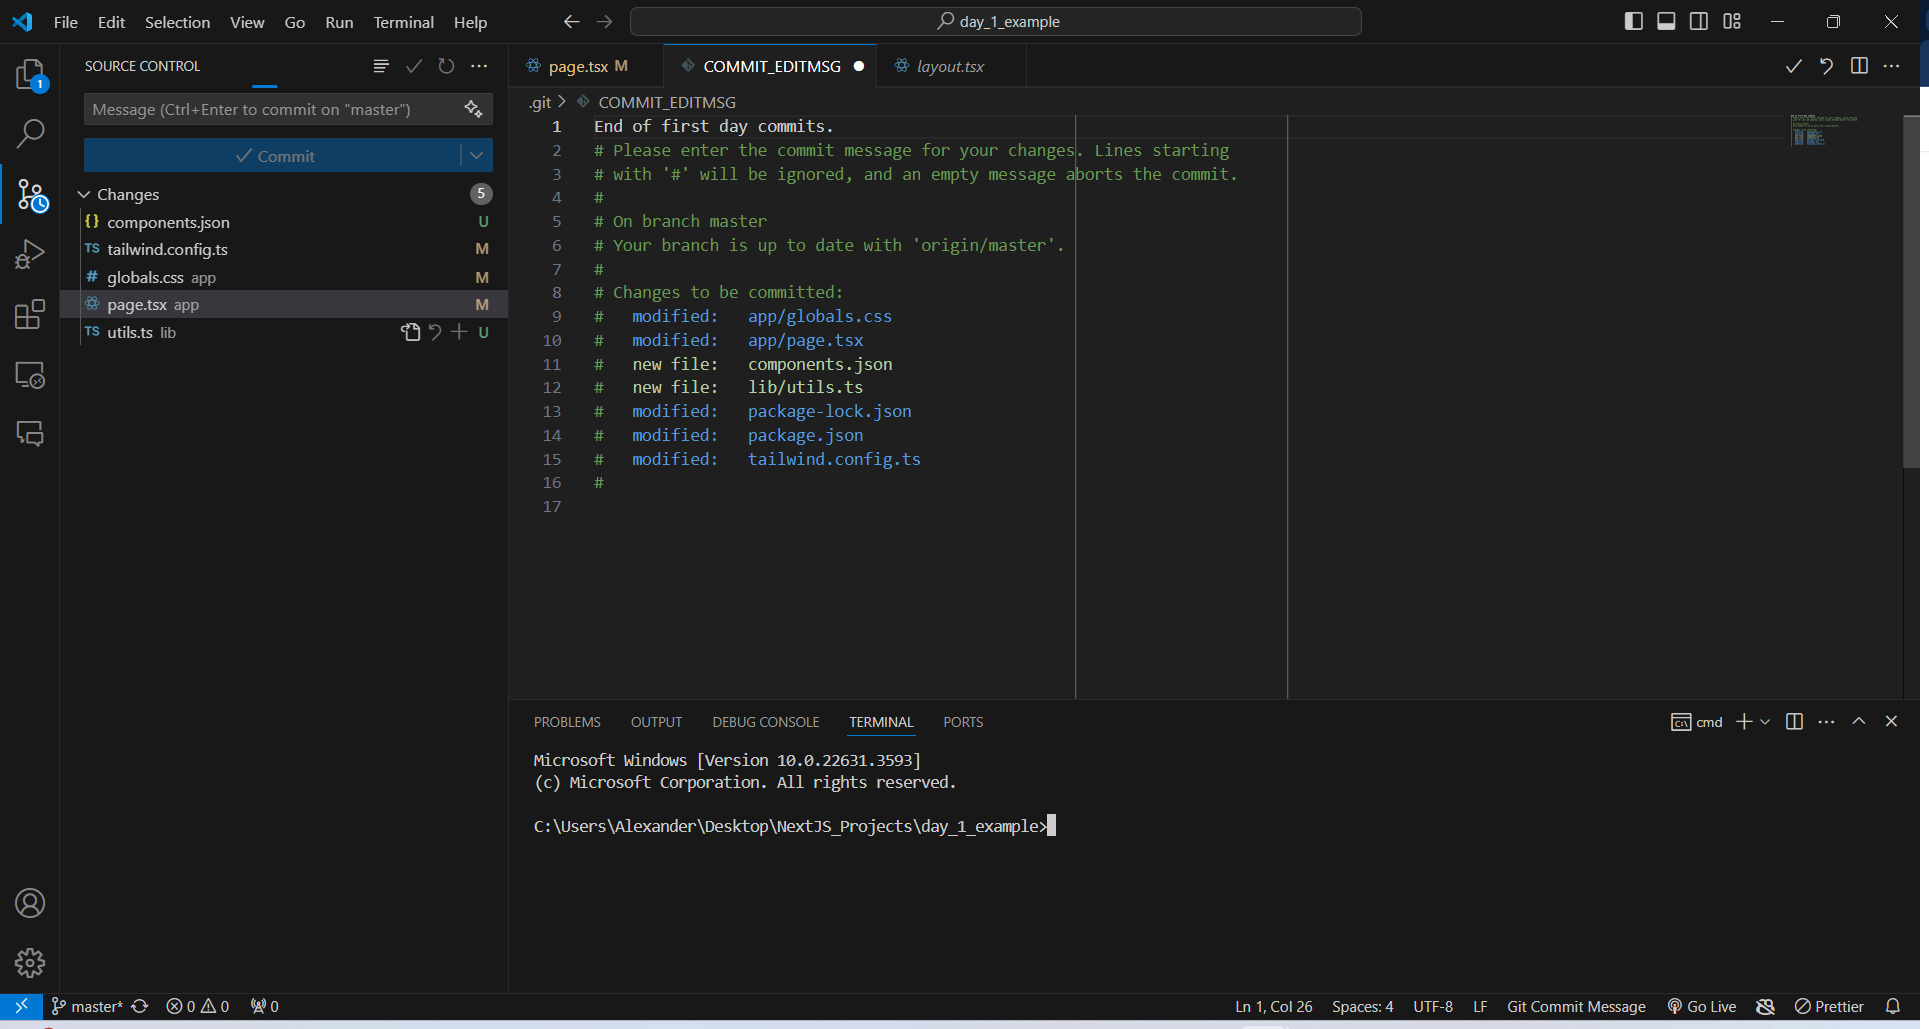 File Edit Selection View Go Run Terminal Help
day_1_example
SOURCE CONTROL
1
Message (Ctrl+Enter to commit on "master")
Commit
Changes 5
{} components.json U
TS tailwind.config.ts M
# globals.css app M
page.tsx app M
TS utils.ts lib U
page.tsx M COMMIT_EDITMSG layout.tsx
.git > COMMIT_EDITMSG
1 End of first day commits.
2 # Please enter the commit message for your changes. Lines starting
3 # with '#' will be ignored, and an empty message aborts the commit.
4 #
5 # On branch master
6 # Your branch is up to date with 'origin/master'.
7 #
8 # Changes to be committed:
9 # modified: app/globals.css
10 # modified: app/page.tsx
11 # new file: components.json
12 # new file: lib/utils.ts
13 # modified: package-lock.json
14 # modified: package.json
15 # modified: tailwind.config.ts
16 #
17
PROBLEMS OUTPUT DEBUG CONSOLE TERMINAL PORTS
cmd
Microsoft Windows [Version 10.0.22631.3593]
(c) Microsoft Corporation. All rights reserved.
C:\Users\Alexander\Desktop\NextJS_Projects\day_1_example>
master* 0 0 0 Ln 1, Col 26 Spaces: 4 UTF-8 LF Git Commit Message Go Live Prettier